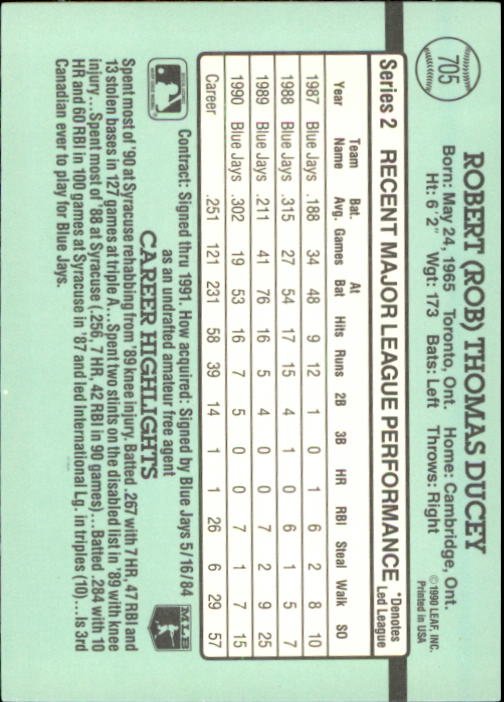 705
ROBERT (ROB) THOMAS DUCEY
Born: May 24, 1965 Toronto, Ont. Home: Cambridge, Ont.
Ht: 6'2" Wgt: 173 Bats: Left Throws: Right
©1990 LEAF, INC.
Printed in USA
Series 2 RECENT MAJOR LEAGUE PERFORMANCE *Denotes Led League
Year Team Name Bat. Avg. Games At Bat Hits Runs 2B 3B HR RBI Steal Walk SO
1987 Blue Jays .188 34 48 9 12 1 0 1 6 2 8 10
1988 Blue Jays .315 27 54 17 15 4 1 0 6 1 5 7
1989 Blue Jays .211 41 76 16 5 4 0 0 7 2 9 25
1990 Blue Jays .302 19 53 16 7 5 0 0 7 1 7 15
Career .251 121 231 58 39 14 1 1 26 6 29 57
Contract: Signed thru 1991. How acquired: Signed by Blue Jays 5/16/84
as an undrafted amateur free agent
MLB
CAREER HIGHLIGHTS
Spent most of '90 at Syracuse rehabbing from '89 knee injury. Batted .267 with 7 HR, 47 RBI and
13 stolen bases in 127 games at triple A...Spent two stints on the disabled list in '89 with knee
injury...Spent most of '88 at Syracuse (.256, 7 HR, 42 RBI in 90 games)...Batted .284 with 10
HR and 60 RBI in 100 games at Syracuse in '87 and led International Lg. in triples (10)...Is 3rd
Canadian ever to play for Blue Jays.